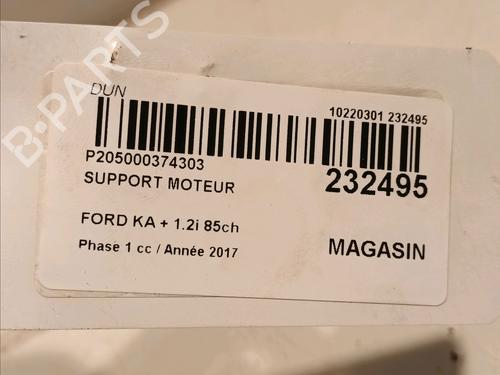 B-PARTS
DUN
10220301 232495
P205000374303
232495
SUPPORT MOTEUR
FORD KA + 1.2i 85ch
Phase 1 cc / Année 2017
MAGASIN